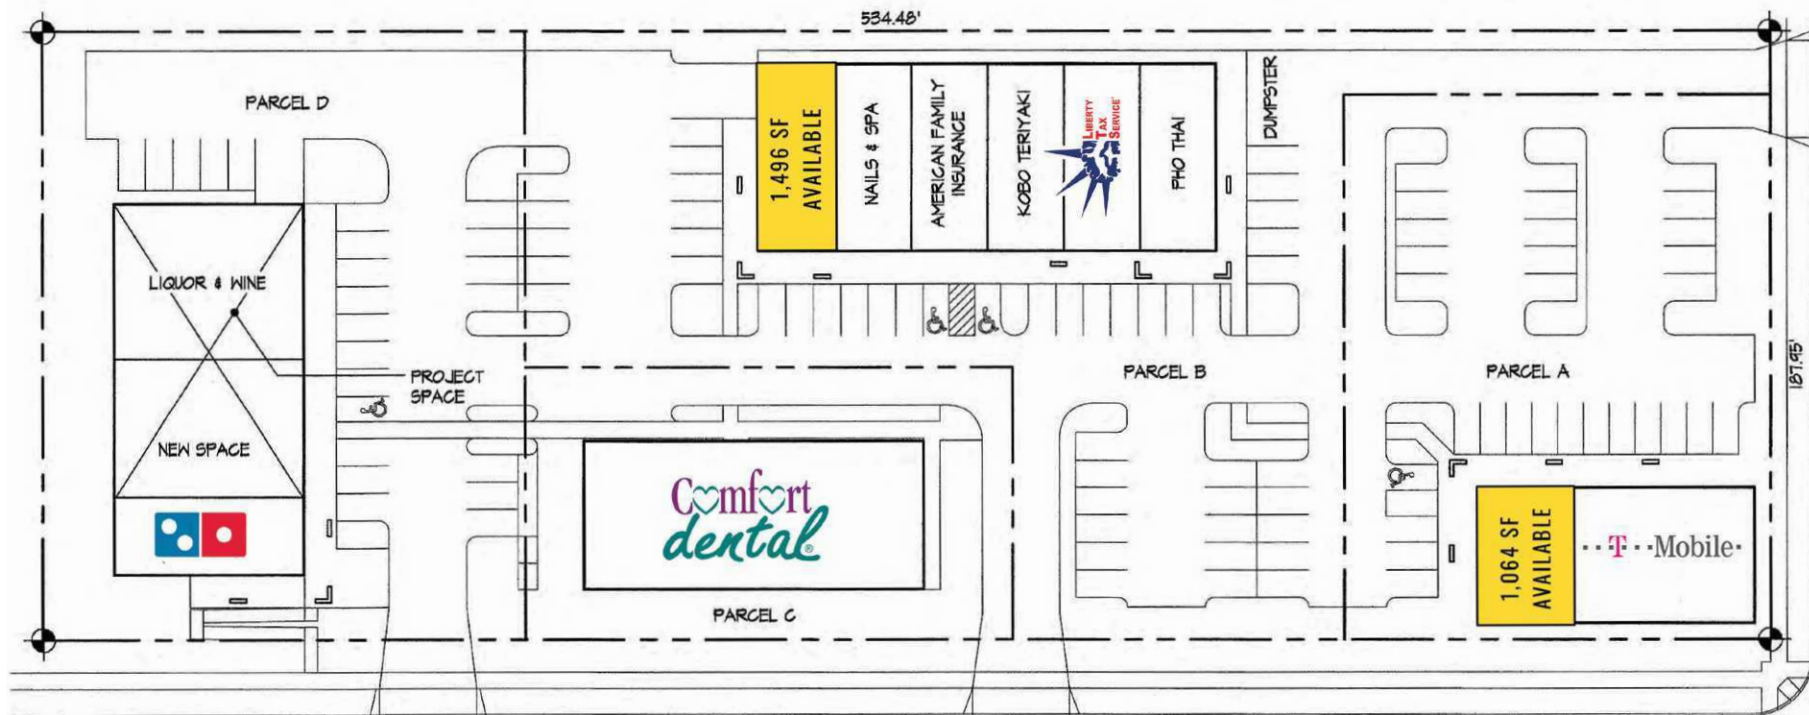 534.48'
PARCEL D
1,496 SF
AVAILABLE
NAILS & SPA
AMERICAN FAMILY
INSURANCE
KOBO TERIYAKI
LIBERTY
TAX
SERVICE
PHO THAI
DUMPSTER
LIQUOR & WINE
PROJECT
SPACE
NEW SPACE
PARCEL B
PARCEL A
187.95'
Comfort
dental®
PARCEL C
1,064 SF
AVAILABLE
T Mobile